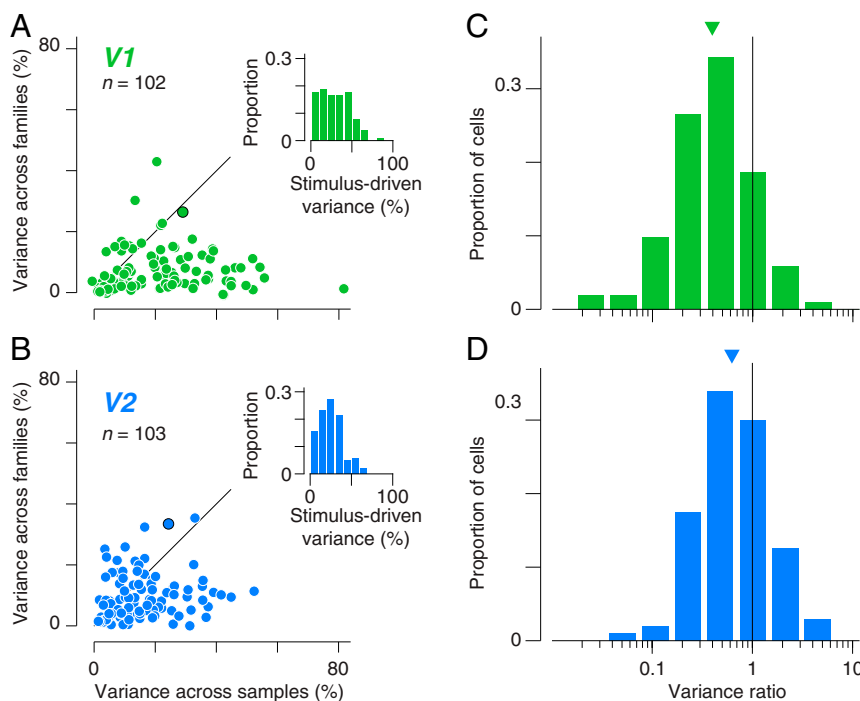 A
Variance across families (%)
80
0
V1
n = 102
Proportion
0.3
0
0
100
Stimulus-driven
variance (%)
C
Proportion of cells
0.3
0
B
Variance across families (%)
80
0
V2
n = 103
Proportion
0.3
0
0
100
Stimulus-driven
variance (%)
0
80
Variance across samples (%)
D
Proportion of cells
0.3
0
0.1
1
10
Variance ratio